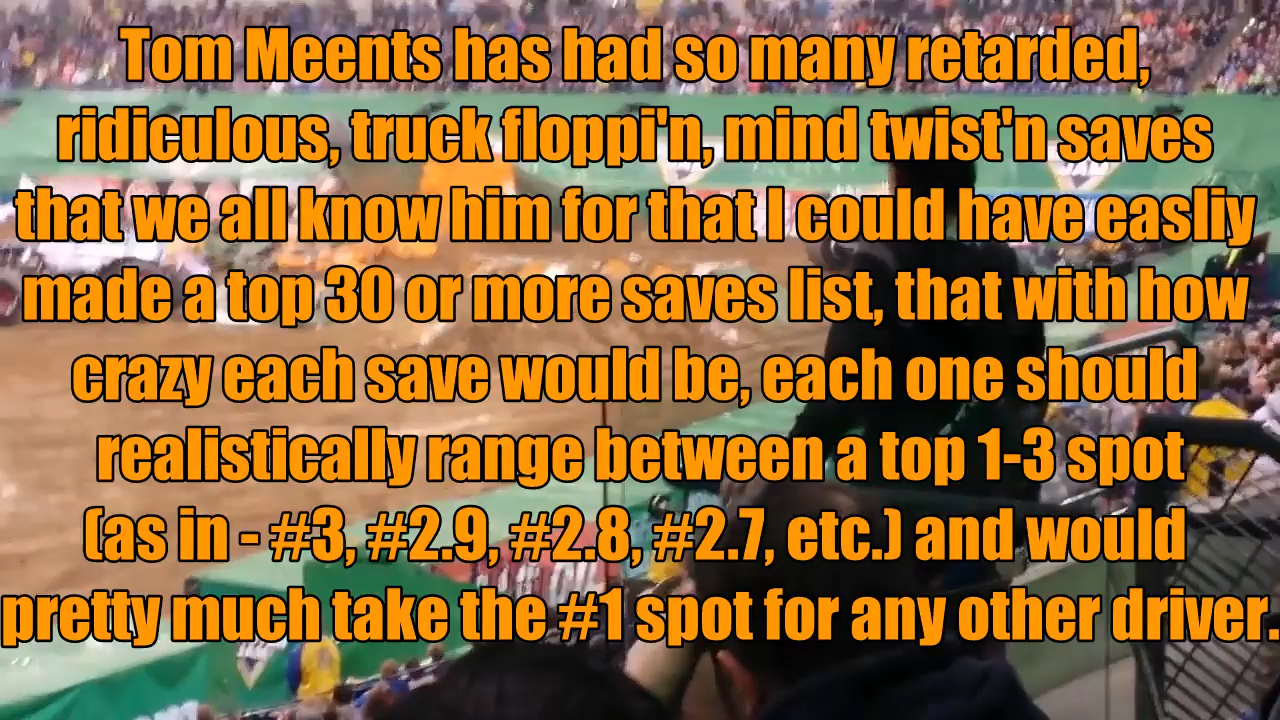 Tom Meents has had so many retarded,
ridiculous, truck floppi'n, mind twist'n saves
that we all know him for that I could have easliy
made a top 30 or more saves list, that with how
crazy each save would be, each one should
realistically range between a top 1-3 spot
(as in - #3, #2.9, #2.8, #2.7, etc.) and would
pretty much take the #1 spot for any other driver.
JAM
JAM